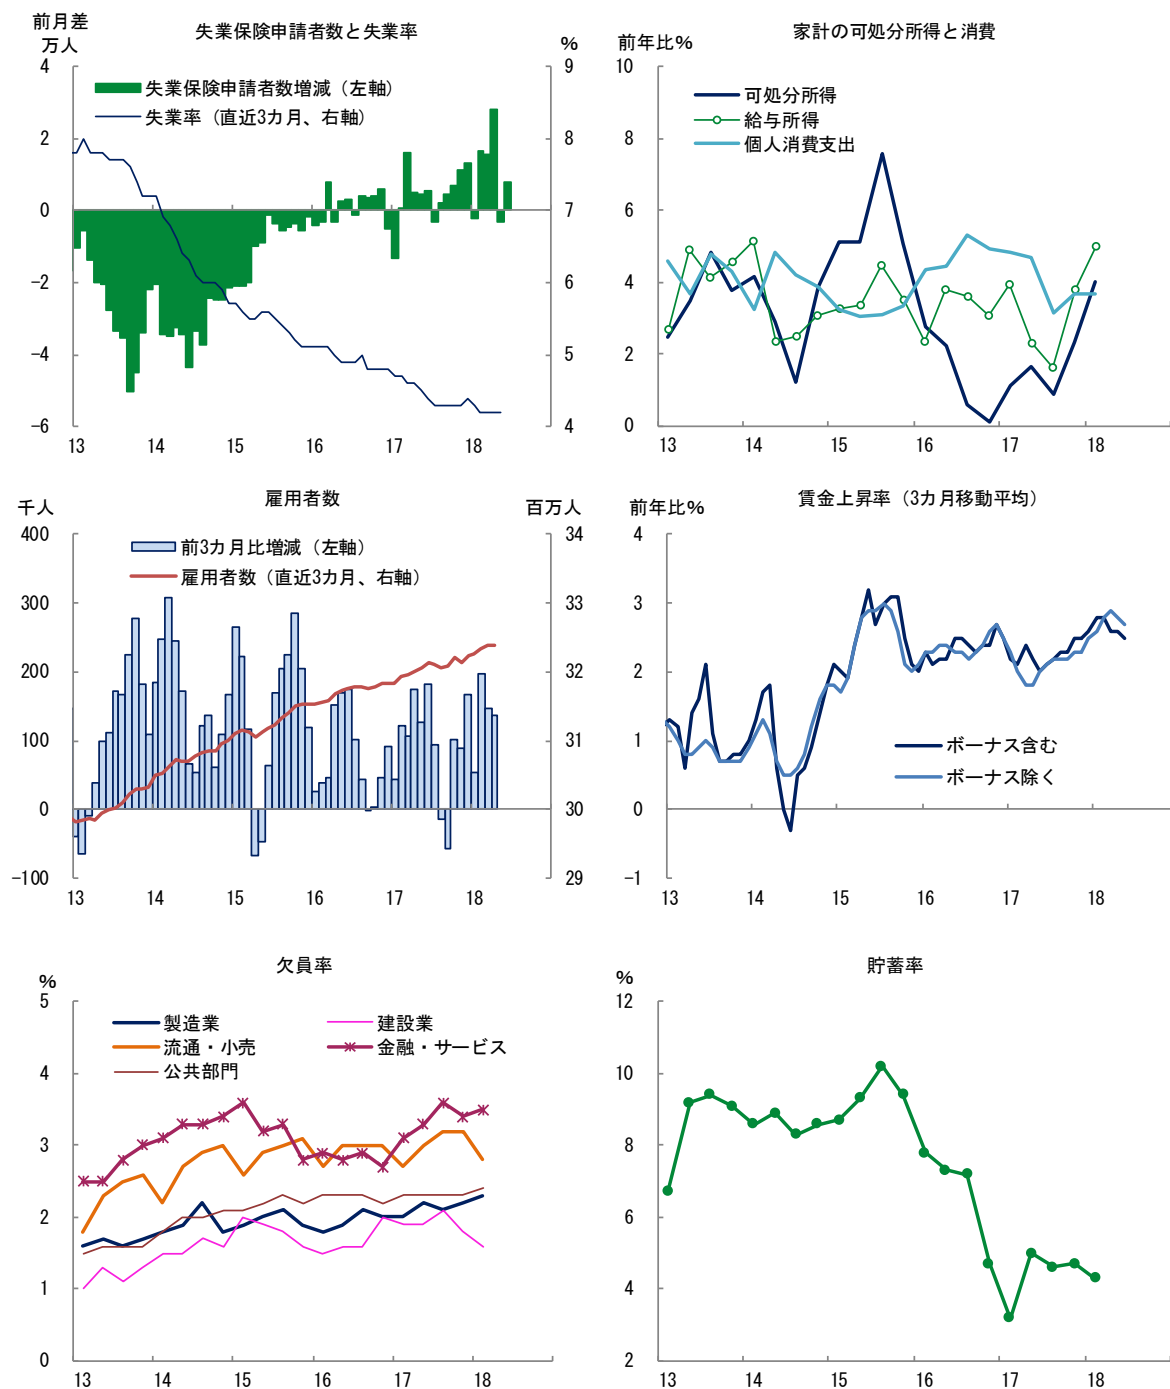 失業保険申請者数と失業率
前月差
万人
%
失業保険申請者数増減（左軸）
失業率（直近3カ月、右軸）
4
2
0
−2
−4
−6
9
8
7
6
5
4
13 14 15 16 17 18
家計の可処分所得と消費
前年比%
可処分所得
給与所得
個人消費支出
10
8
6
4
2
0
13 14 15 16 17 18
雇用者数
千人
百万人
前3カ月比増減（左軸）
雇用者数（直近3カ月、右軸）
400
300
200
100
0
−100
34
33
32
31
30
29
13 14 15 16 17 18
賃金上昇率（3カ月移動平均）
前年比%
4
3
2
1
0
−1
ボーナス含む
ボーナス除く
13 14 15 16 17 18
欠員率
%
製造業
建設業
流通・小売
金融・サービス
公共部門
5
4
3
2
1
0
13 14 15 16 17 18
貯蓄率
%
12
10
8
6
4
2
13 14 15 16 17 18